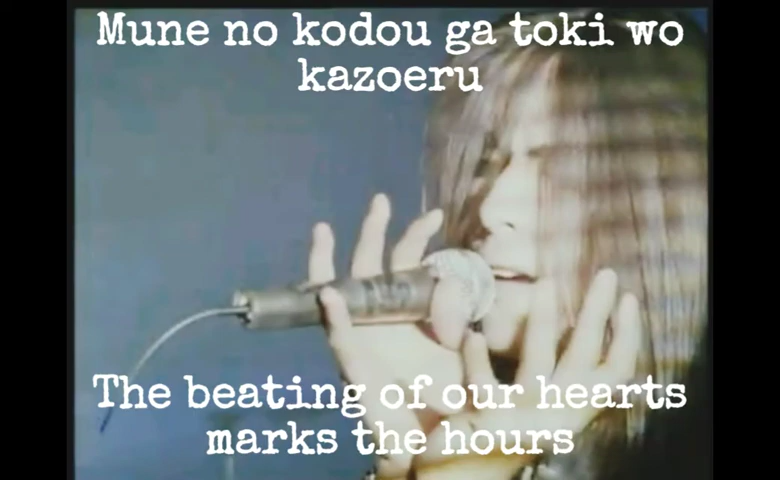 Mune no kodou ga toki wo
kazoeru
The beating of our hearts
marks the hours